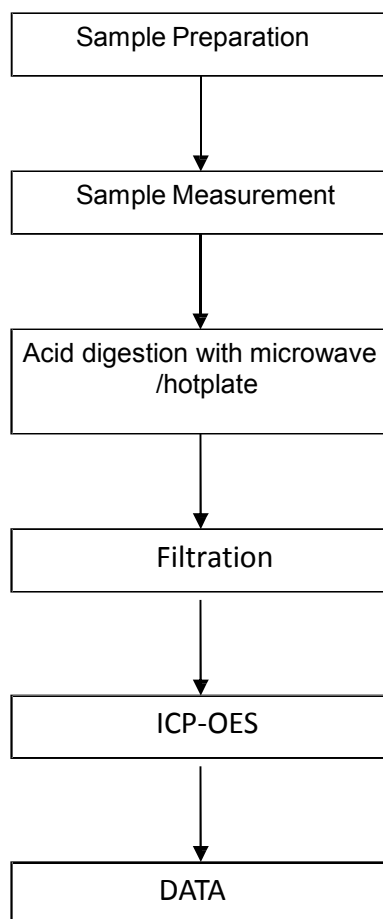 Sample Preparation
Sample Measurement
Acid digestion with microwave
/hotplate
Filtration
ICP-OES
DATA